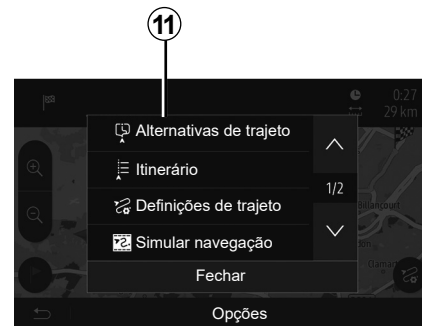 11
0:27
29 km
Alternativas de trajeto
Itinerário
1/2
Definições de trajeto
Simular navegação
Fechar
Opções